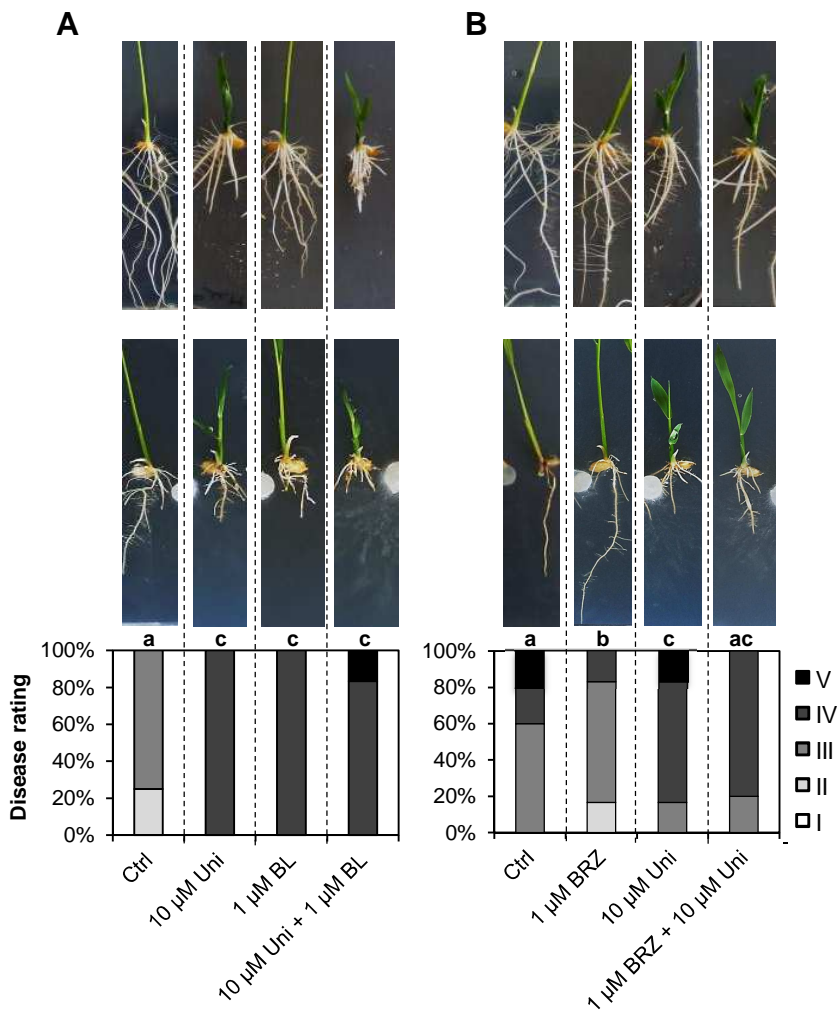 A
B
a c c c
a b c ac
Disease rating
100%
80%
60%
40%
20%
0%
100%
80%
60%
40%
20%
0%
V
IV
III
II
I
Ctrl
10 µM Uni
1 µM BL
10 µM Uni + 1 µM BL
Ctrl
1 µM BRZ
10 µM Uni
1 µM BRZ + 10 µM Uni